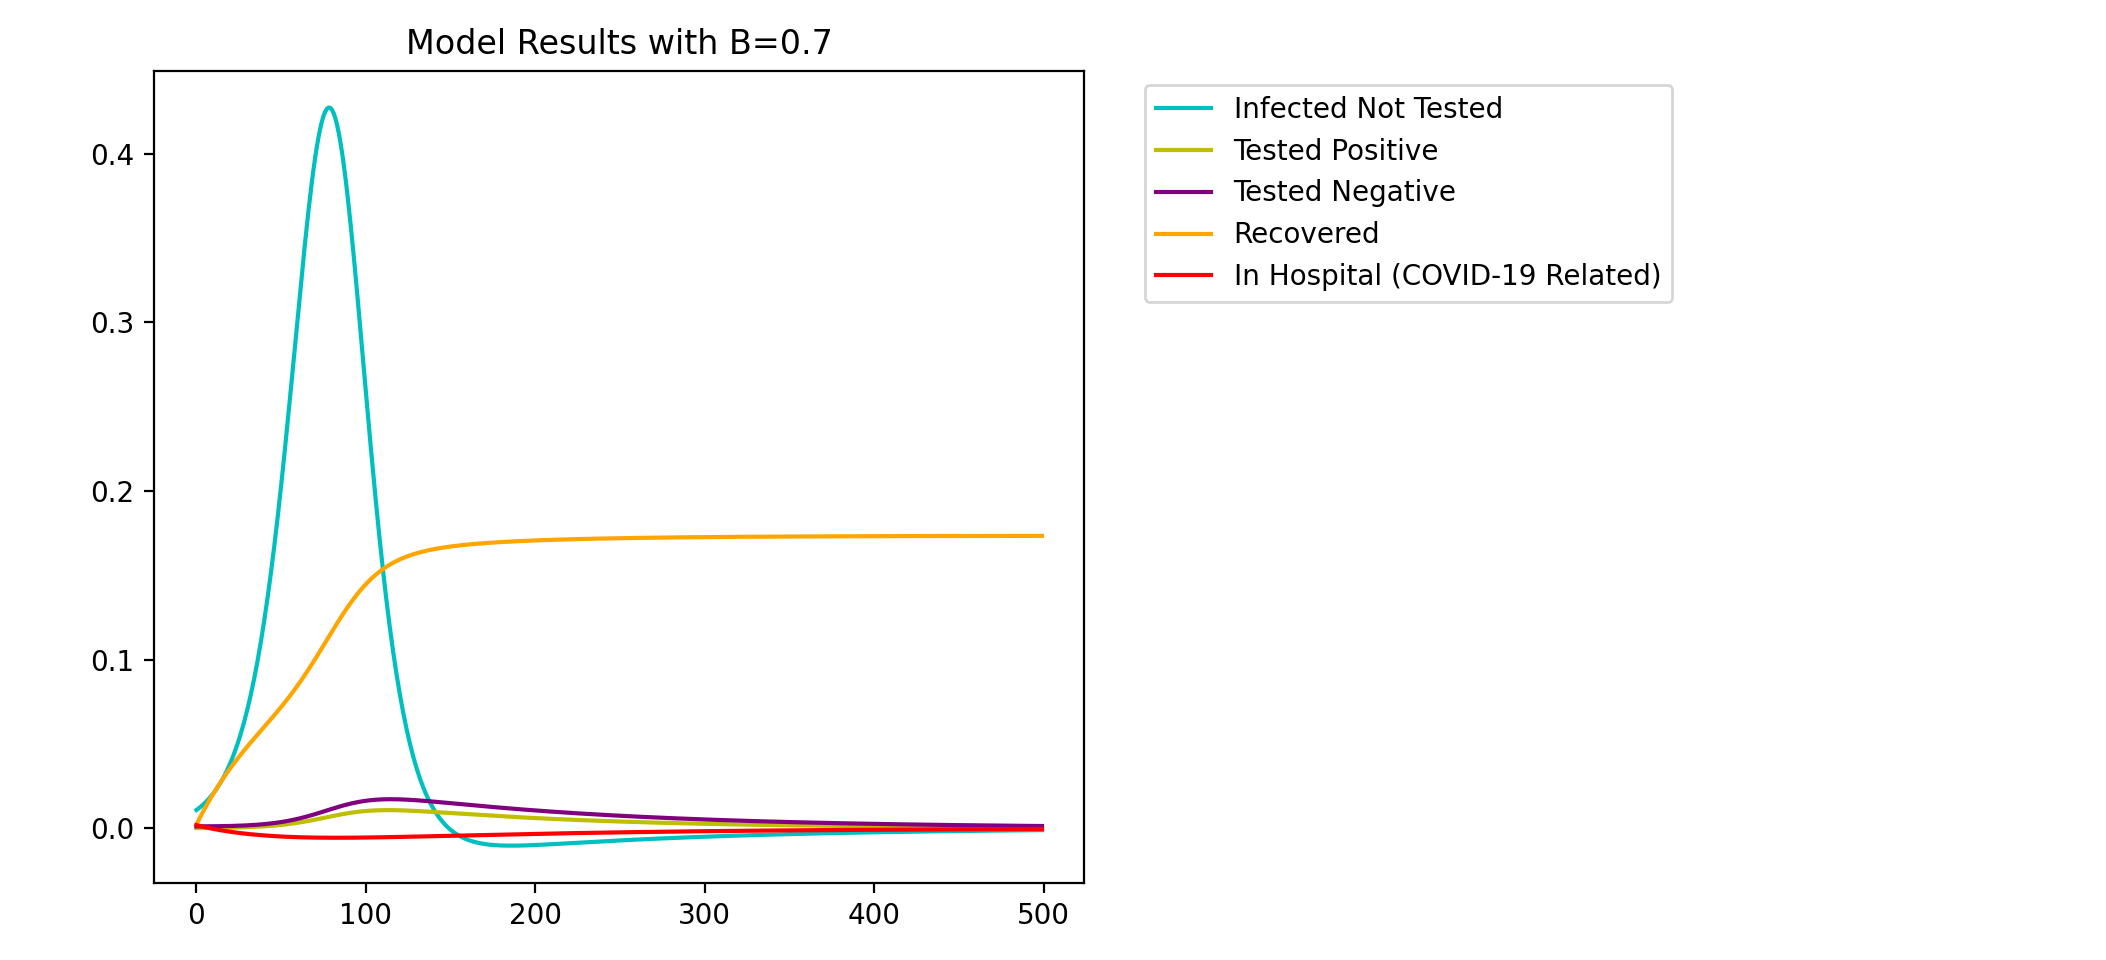 Model Results with B=0.7
0.4
0.3
0.2
0.1
0.0
0 100 200 300 400 500
Infected Not Tested
Tested Positive
Tested Negative
Recovered
In Hospital (COVID-19 Related)